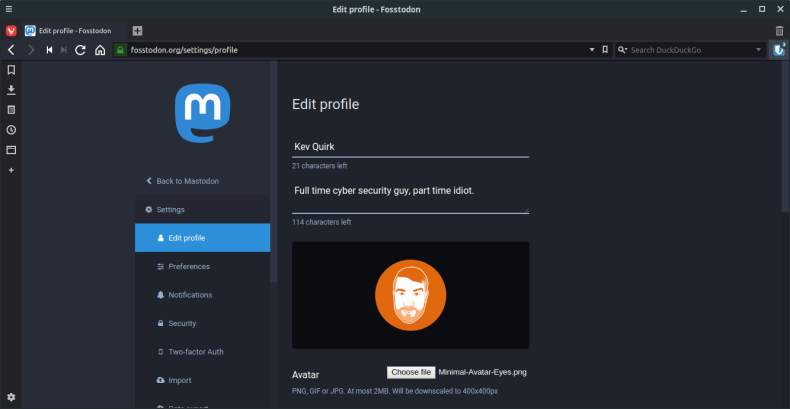 Edit profile - Fosstodon
Edit profile - Fosstodon
fosstodon.org/settings/profile
Search DuckDuckGo
Edit profile
Kev Quirk
21 characters left
Back to Mastodon
Full time cyber security guy, part time idiot.
Settings
114 characters left
Edit profile
Preferences
Notifications
Security
Two-factor Auth
Avatar
Choose file Minimal-Avatar-Eyes.png
Import
PNG, GIF or JPG. At most 2MB. Will be downscaled to 400x400px
Data export